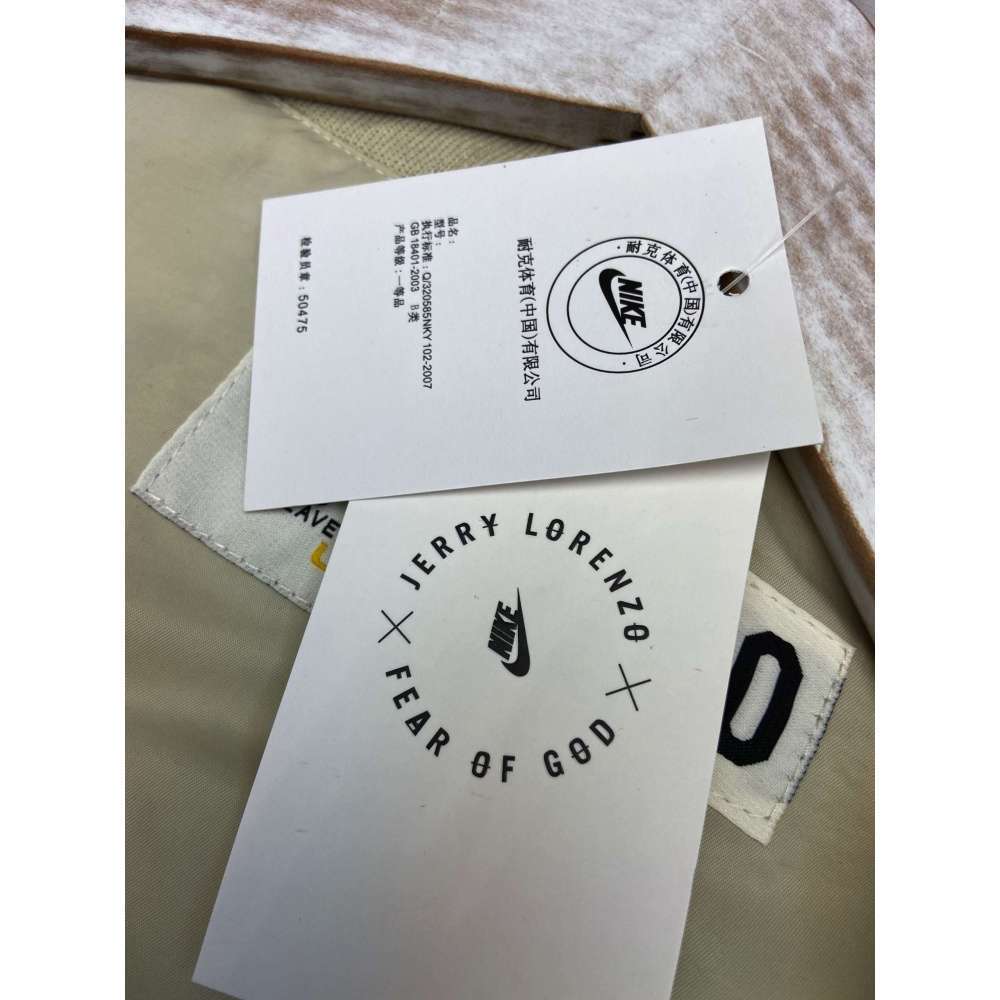 ·耐克体育(中国)有限公司·
NIKE
耐克体育(中国)有限公司
品名：
型号：
执行标准：Q/320585NKY 102-2007
GB 18401-2003 B类
产品等级：一等品
检验员章：50475
JERRY LORENZO
NIKE
FEAR OF GOD